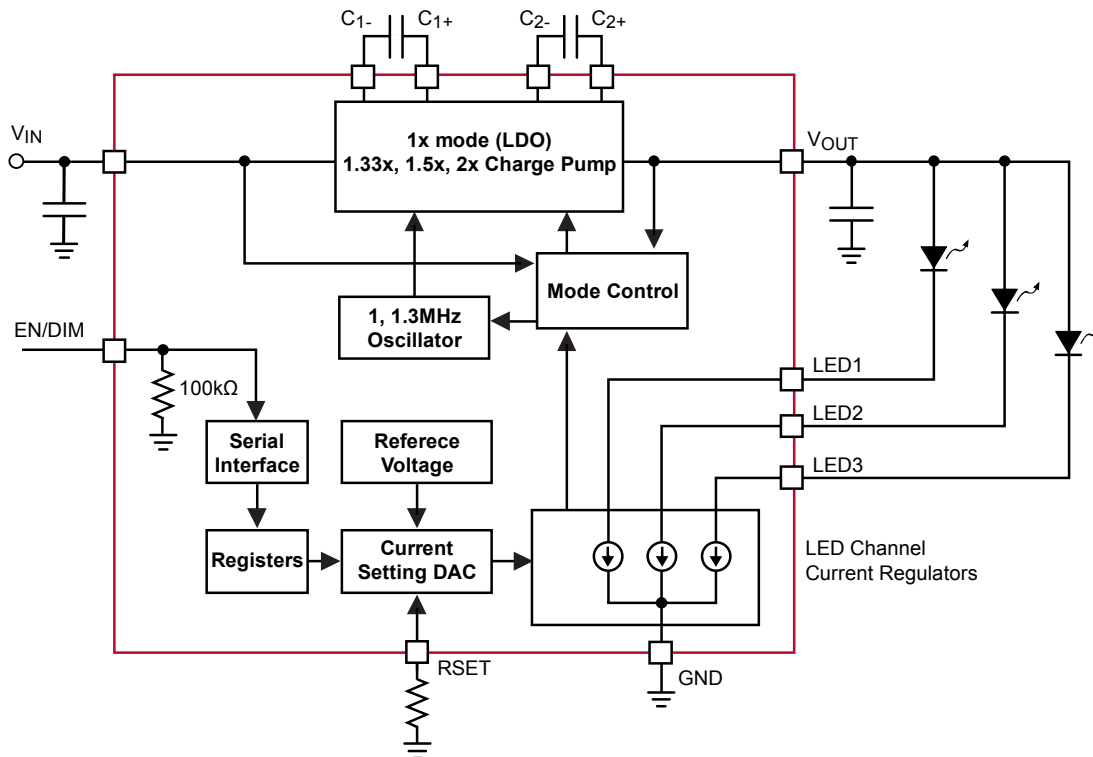 C1- C1+ C2- C2+
VIN
1x mode (LDO)
1.33x, 1.5x, 2x Charge Pump
VOUT
Mode Control
1, 1.3MHz
Oscillator
EN/DIM
100kΩ
LED1
LED2
LED3
Serial
Interface
Referece
Voltage
Registers
Current
Setting DAC
LED Channel
Current Regulators
RSET
GND